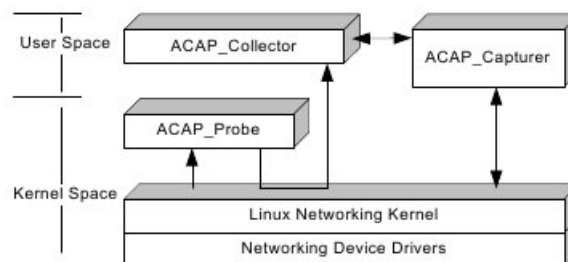 User Space
ACAP_Collector
ACAP_Capturer
ACAP_Probe
Kernel Space
Linux Networking Kernel
Networking Device Drivers